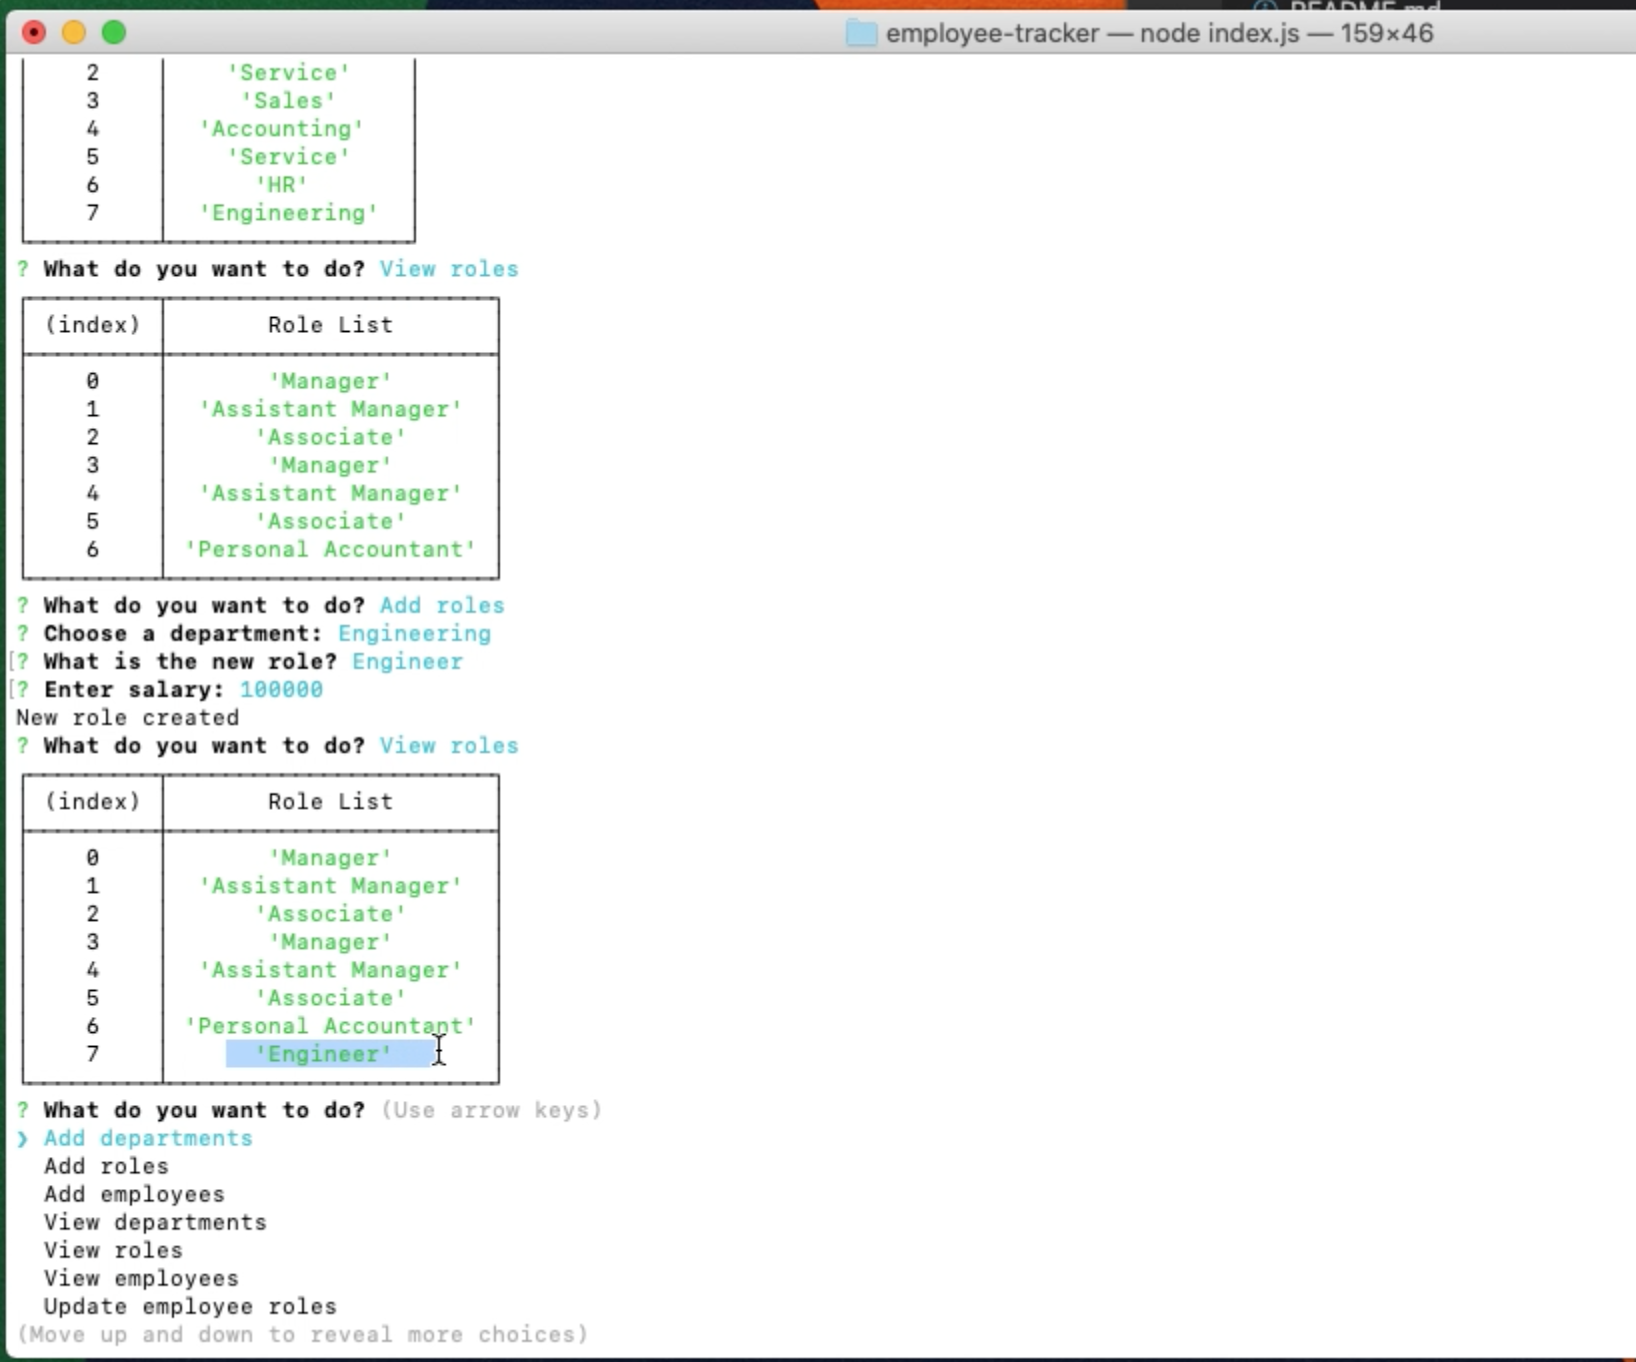 README.md
employee-tracker — node index.js — 159×46
2 'Service'
3 'Sales'
4 'Accounting'
5 'Service'
6 'HR'
7 'Engineering'
? What do you want to do? View roles
(index) Role List
0 'Manager'
1 'Assistant Manager'
2 'Associate'
3 'Manager'
4 'Assistant Manager'
5 'Associate'
6 'Personal Accountant'
? What do you want to do? Add roles
? Choose a department: Engineering
[? What is the new role? Engineer
[? Enter salary: 100000
New role created
? What do you want to do? View roles
(index) Role List
0 'Manager'
1 'Assistant Manager'
2 'Associate'
3 'Manager'
4 'Assistant Manager'
5 'Associate'
6 'Personal Accountant'
7 'Engineer'
? What do you want to do? (Use arrow keys)
❯ Add departments
Add roles
Add employees
View departments
View roles
View employees
Update employee roles
(Move up and down to reveal more choices)